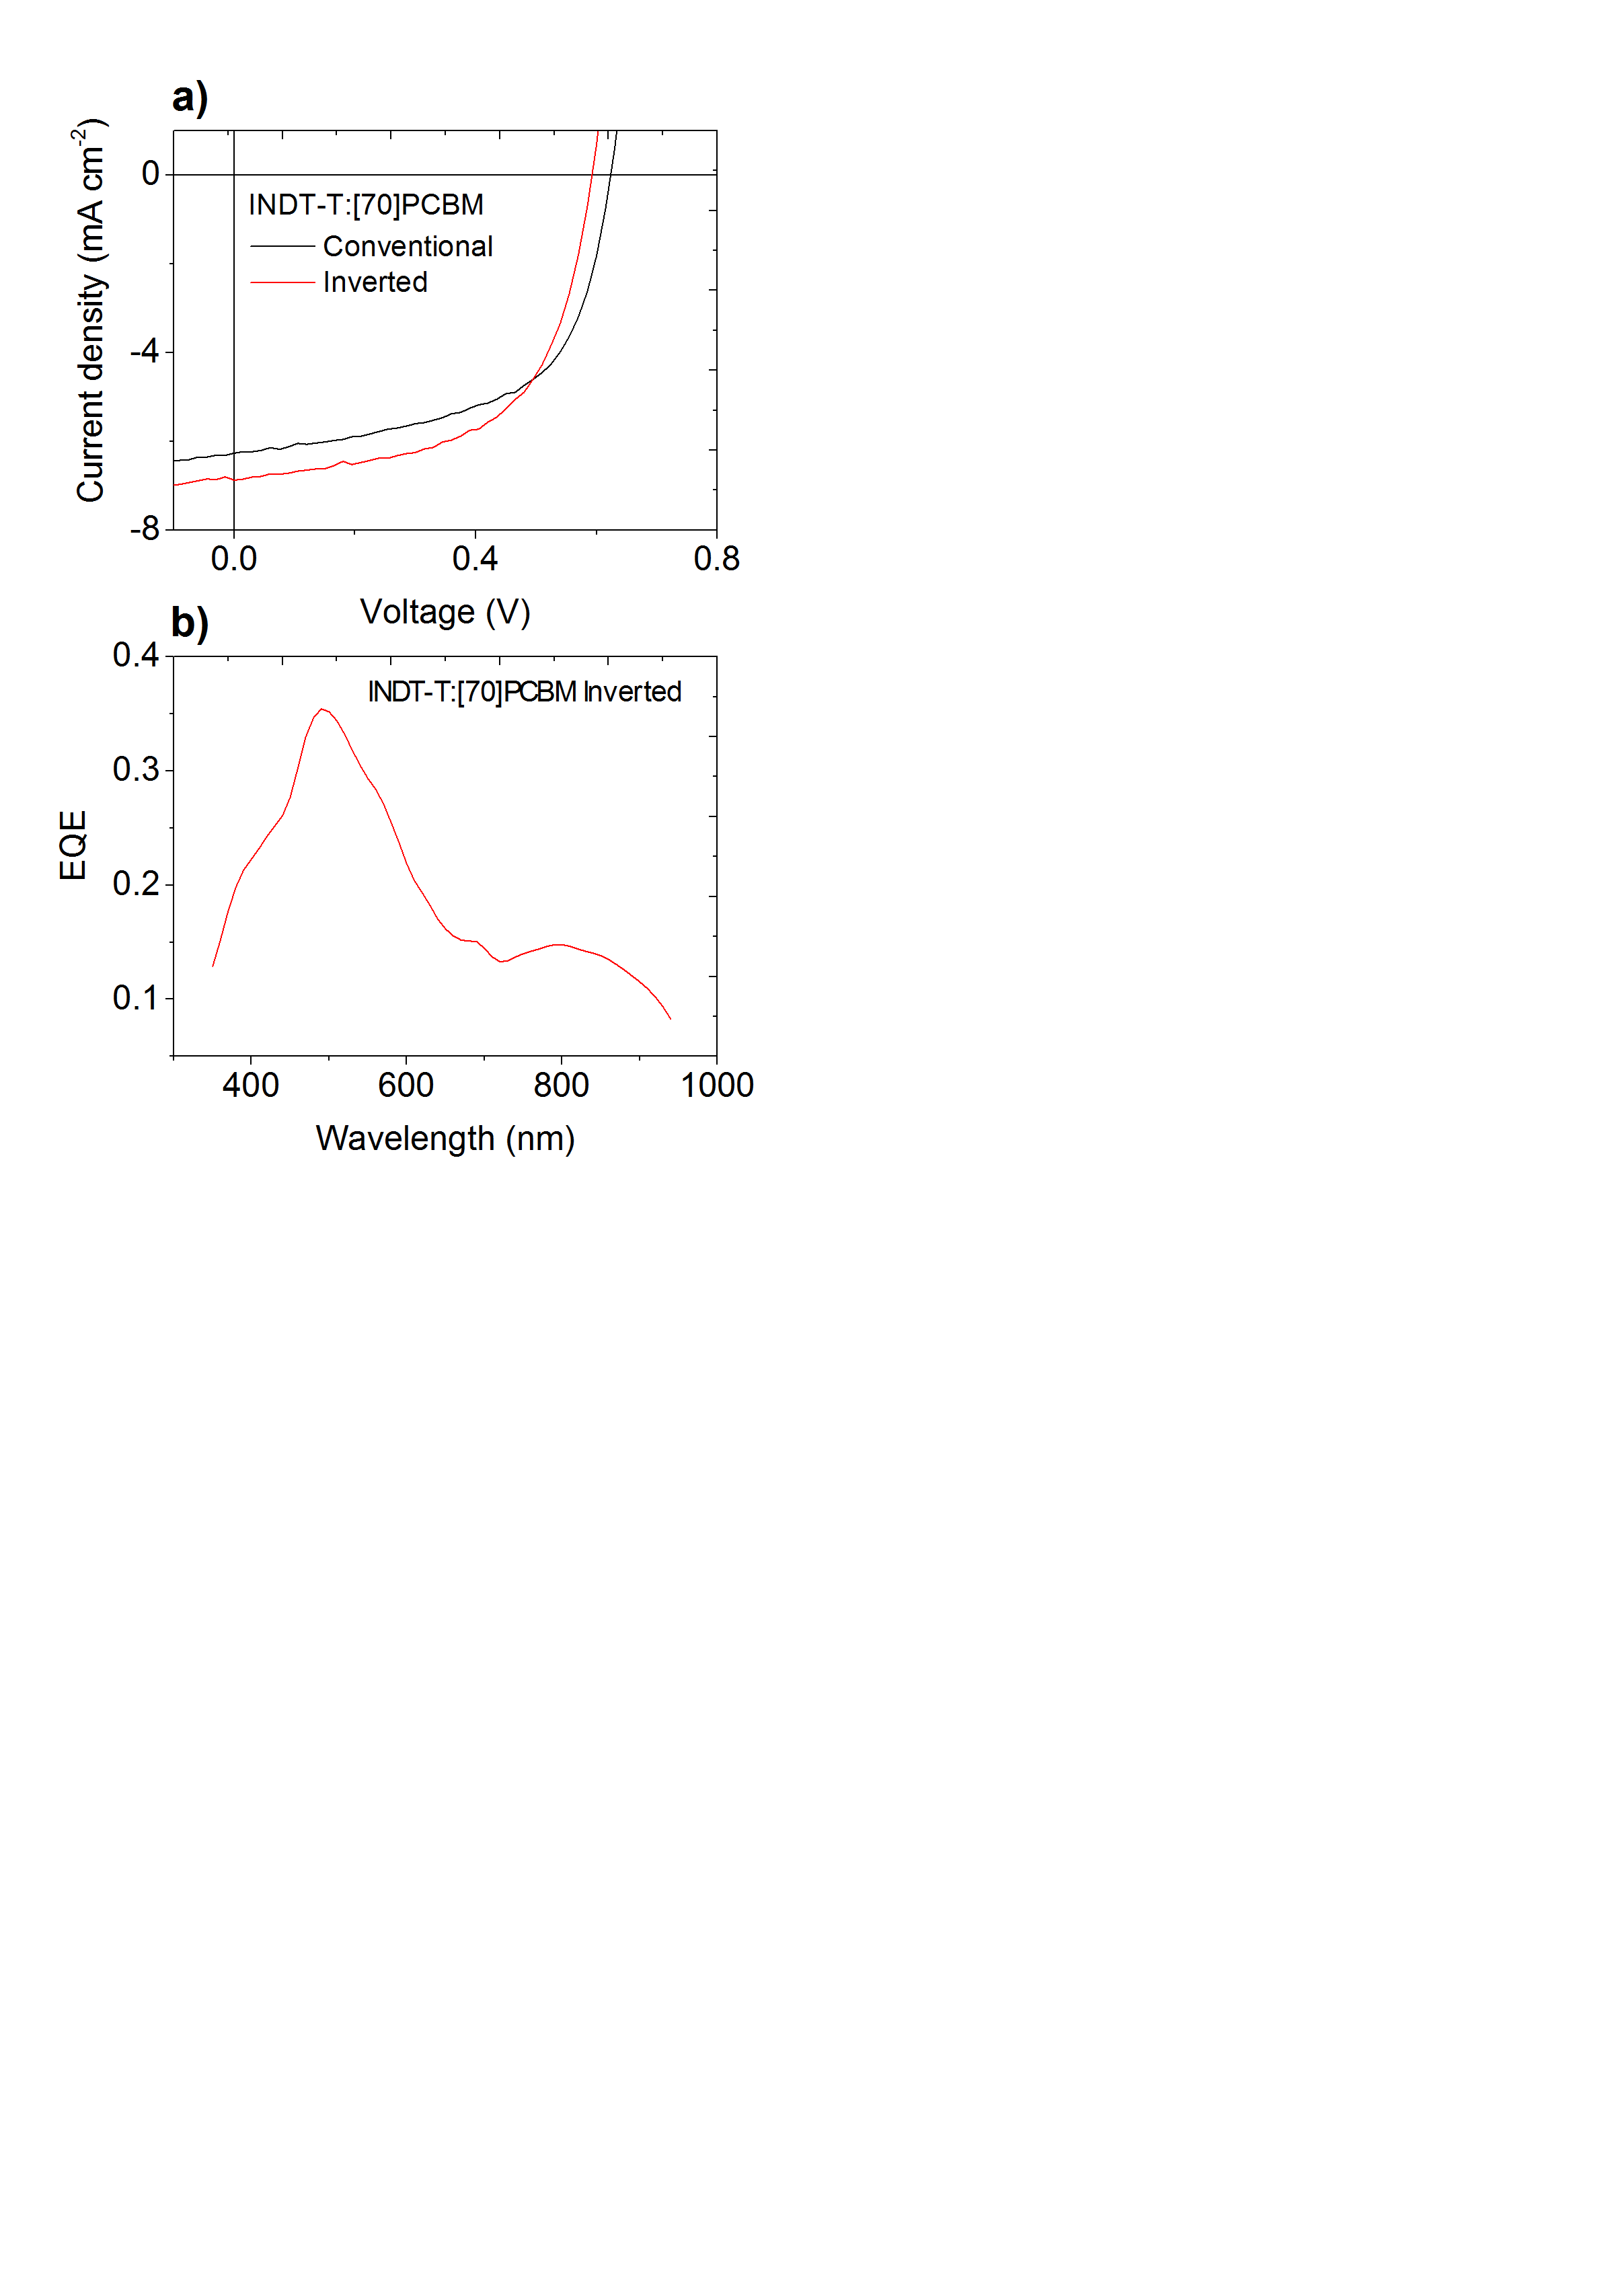 a)
Current density (mA cm-2)
0
-4
-8
INDT-T:[70]PCBM
Conventional
Inverted
0.0 0.4 0.8
Voltage (V)
b)
EQE
0.4
0.3
0.2
0.1
INDT-T:[70]PCBM Inverted
400 600 800 1000
Wavelength (nm)